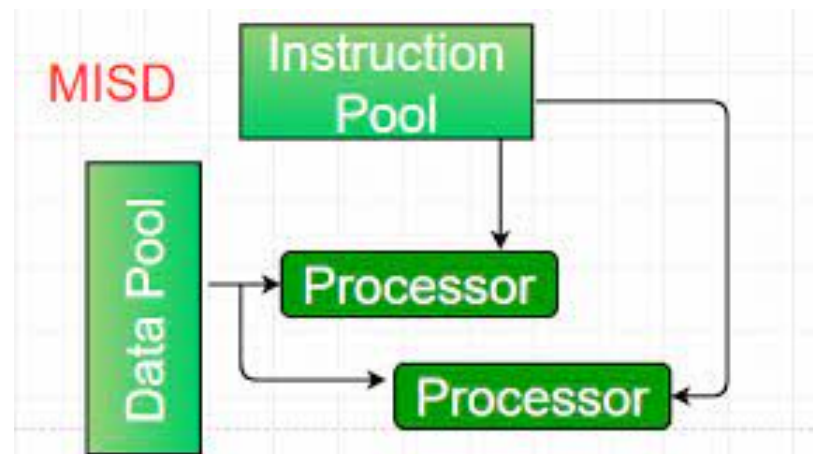 MISD
Instruction
Pool
Data Pool
Processor
Processor